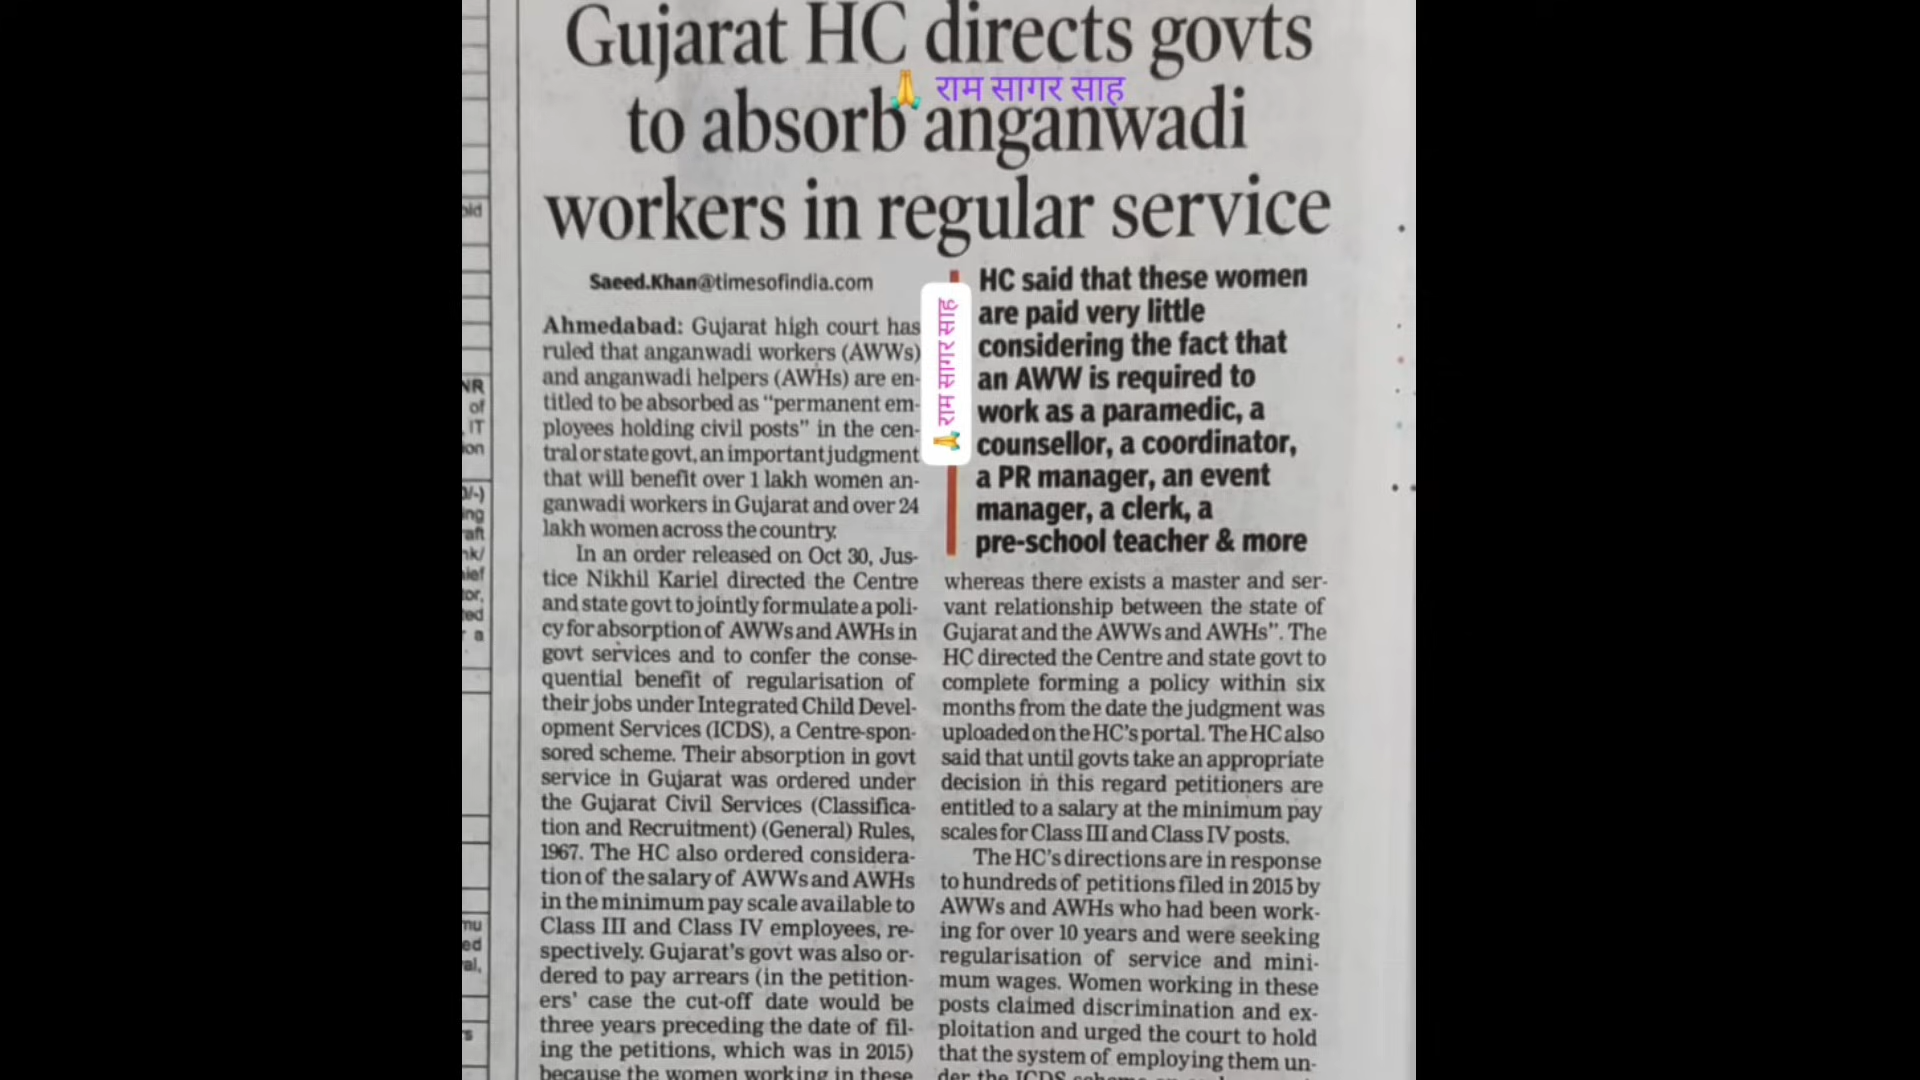 Gujarat HC directs govts
🙏 राम सागर साह
to absorb anganwadi
workers in regular service
Saeed.Khan@timesofindia.com
Ahmedabad: Gujarat high court has
ruled that anganwadi workers (AWWs)
and anganwadi helpers (AWHs) are en-
titled to be absorbed as “permanent em-
ployees holding civil posts” in the cen-
tral or state govt, an important judgment
that will benefit over 1 lakh women an-
ganwadi workers in Gujarat and over 24
lakh women across the country.
In an order released on Oct 30, Jus-
tice Nikhil Kariel directed the Centre
and state govt to jointly formulate a poli-
cy for absorption of AWWs and AWHs in
govt services and to confer the conse-
quential benefit of regularisation of
their jobs under Integrated Child Devel-
opment Services (ICDS), a Centre-spon-
sored scheme. Their absorption in govt
service in Gujarat was ordered under
the Gujarat Civil Services (Classifica-
tion and Recruitment) (General) Rules,
1967. The HC also ordered considera-
tion of the salary of AWWs and AWHs
in the minimum pay scale available to
Class III and Class IV employees, re-
spectively. Gujarat’s govt was also or-
dered to pay arrears (in the petition-
ers’ case the cut-off date would be
three years preceding the date of fil-
ing the petitions, which was in 2015)
because the women working in these
🙏 राम सागर साह
HC said that these women
are paid very little
considering the fact that
an AWW is required to
work as a paramedic, a
counsellor, a coordinator,
a PR manager, an event
manager, a clerk, a
pre-school teacher & more
whereas there exists a master and ser-
vant relationship between the state of
Gujarat and the AWWs and AWHs”. The
HC directed the Centre and state govt to
complete forming a policy within six
months from the date the judgment was
uploaded on the HC’s portal. The HC also
said that until govts take an appropriate
decision in this regard petitioners are
entitled to a salary at the minimum pay
scales for Class III and Class IV posts.
The HC’s directions are in response
to hundreds of petitions filed in 2015 by
AWWs and AWHs who had been work-
ing for over 10 years and were seeking
regularisation of service and mini-
mum wages. Women working in these
posts claimed discrimination and ex-
ploitation and urged the court to hold
that the system of employing them un-
der the ICDS scheme